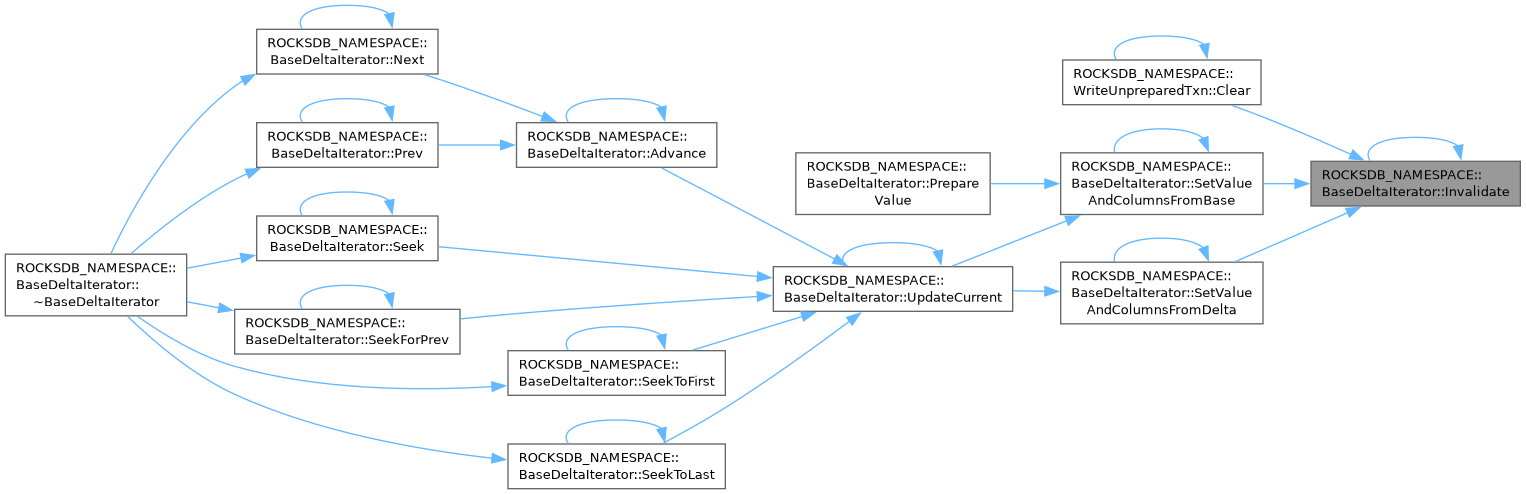 ROCKSDB_NAMESPACE::
BaseDeltaIterator::Next
ROCKSDB_NAMESPACE::
WriteUnpreparedTxn::Clear
ROCKSDB_NAMESPACE::
BaseDeltaIterator::Prev
ROCKSDB_NAMESPACE::
BaseDeltaIterator::Advance
ROCKSDB_NAMESPACE::
BaseDeltaIterator::Prepare
Value
ROCKSDB_NAMESPACE::
BaseDeltaIterator::SetValue
AndColumnsFromBase
ROCKSDB_NAMESPACE::
BaseDeltaIterator::Invalidate
ROCKSDB_NAMESPACE::
BaseDeltaIterator::Seek
ROCKSDB_NAMESPACE::
BaseDeltaIterator::
~BaseDeltaIterator
ROCKSDB_NAMESPACE::
BaseDeltaIterator::UpdateCurrent
ROCKSDB_NAMESPACE::
BaseDeltaIterator::SetValue
AndColumnsFromDelta
ROCKSDB_NAMESPACE::
BaseDeltaIterator::SeekForPrev
ROCKSDB_NAMESPACE::
BaseDeltaIterator::SeekToFirst
ROCKSDB_NAMESPACE::
BaseDeltaIterator::SeekToLast